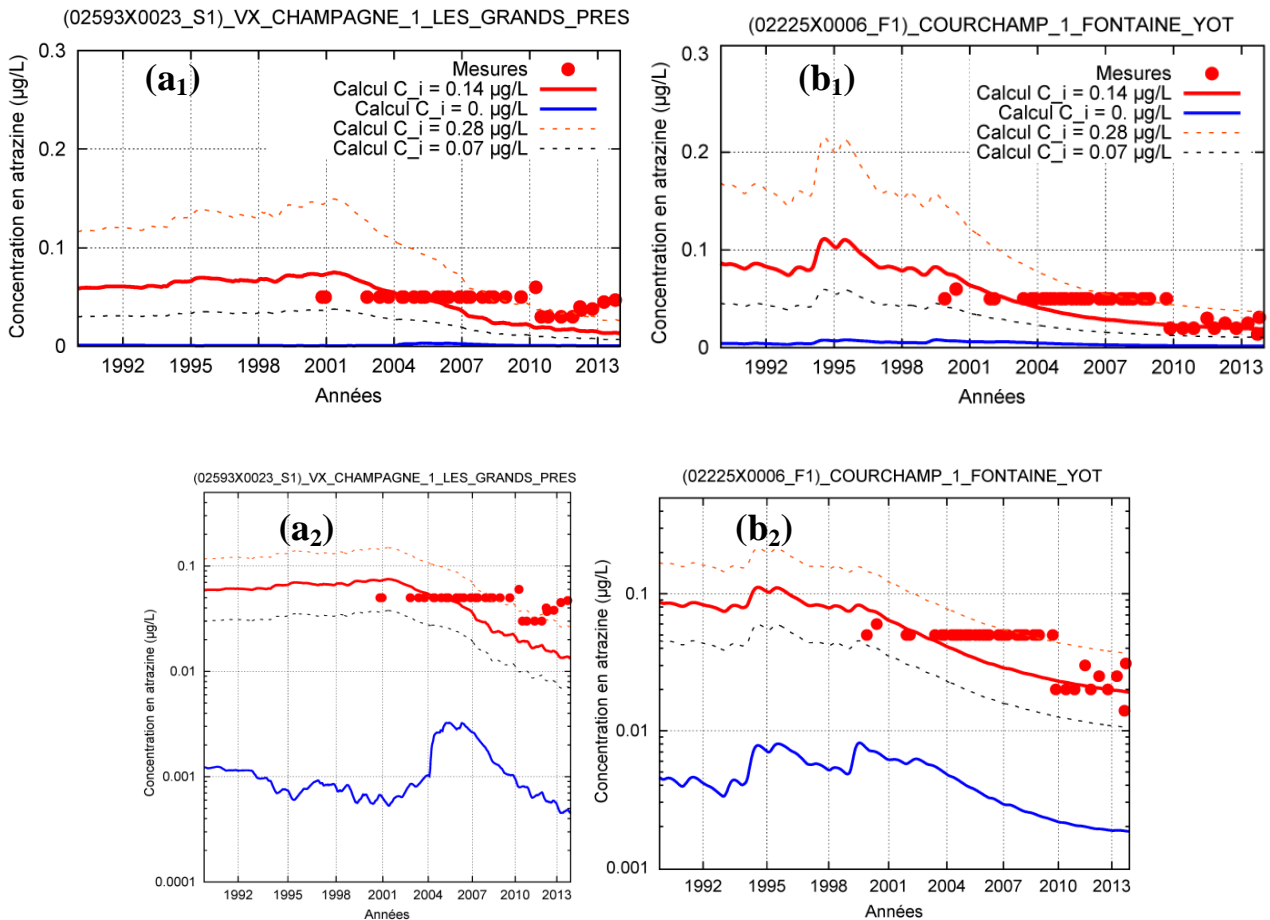 (02593X0023_S1)_VX_CHAMPAGNE_1_LES_GRANDS_PRES
(a1)
Concentration en atrazine (µg/L)
0.3
0.2
0.1
0
Mesures
Calcul C_i = 0.14 µg/L
Calcul C_i = 0. µg/L
Calcul C_i = 0.28 µg/L
Calcul C_i = 0.07 µg/L
1992 1995 1998 2001 2004 2007 2010 2013
Années
(02225X0006_F1)_COURCHAMP_1_FONTAINE_YOT
(b1)
Concentration en atrazine (µg/L)
0.3
0.2
0.1
0
Mesures
Calcul C_i = 0.14 µg/L
Calcul C_i = 0. µg/L
Calcul C_i = 0.28 µg/L
Calcul C_i = 0.07 µg/L
1992 1995 1998 2001 2004 2007 2010 2013
Années
(02593X0023_S1)_VX_CHAMPAGNE_1_LES_GRANDS_PRES
(a2)
Concentration en atrazine (µg/L)
0.1
0.01
0.001
0.0001
1992 1995 1998 2001 2004 2007 2010 2013
Années
(02225X0006_F1)_COURCHAMP_1_FONTAINE_YOT
(b2)
Concentration en atrazine (µg/L)
0.1
0.01
0.001
1992 1995 1998 2001 2004 2007 2010 2013
Années